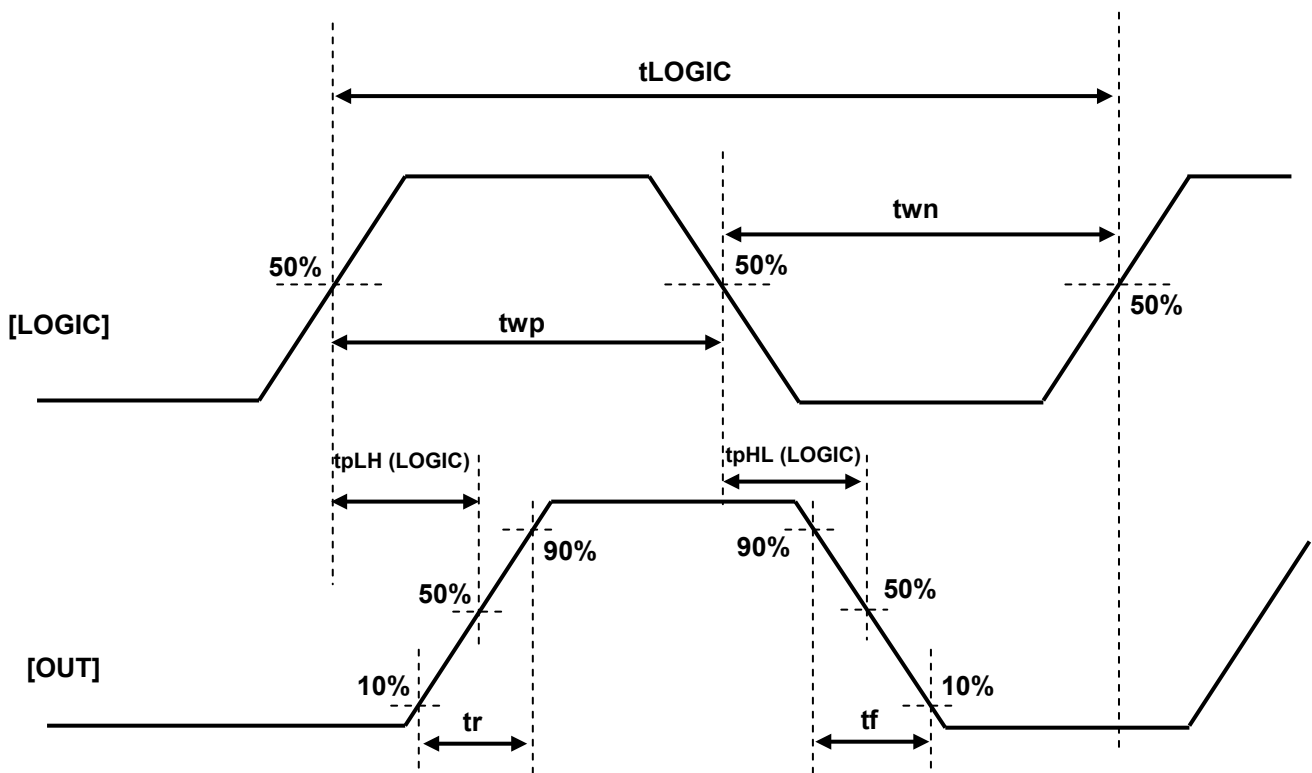 tLOGIC
twn
50%
50%
50%
[LOGIC]
twp
tpLH (LOGIC)
tpHL (LOGIC)
90%
90%
50%
50%
[OUT]
10%
10%
tr
tf